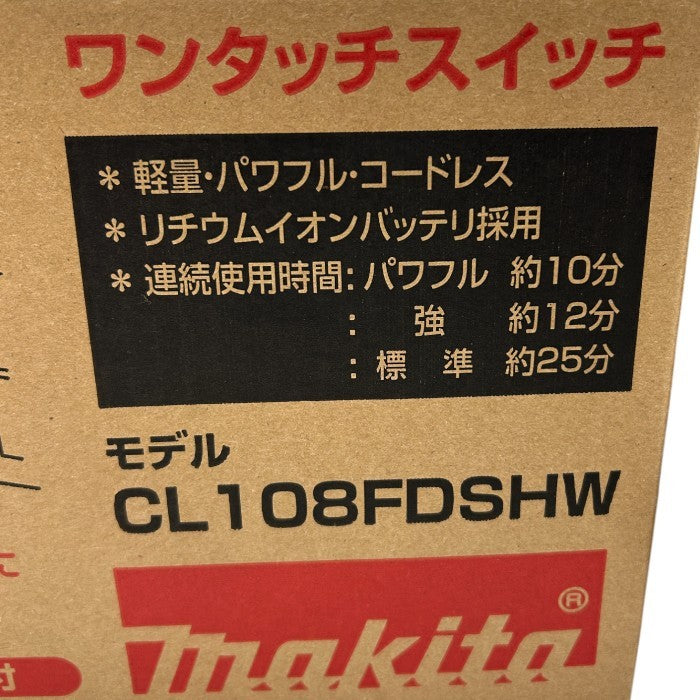 ワンタッチスイッチ
＊ 軽量・パワフル・コードレス
＊ リチウムイオンバッテリ採用
＊ 連続使用時間：パワフル 約10分
： 強 約12分
： 標 準 約25分
モデル
CL108FDSHW
makita®
付